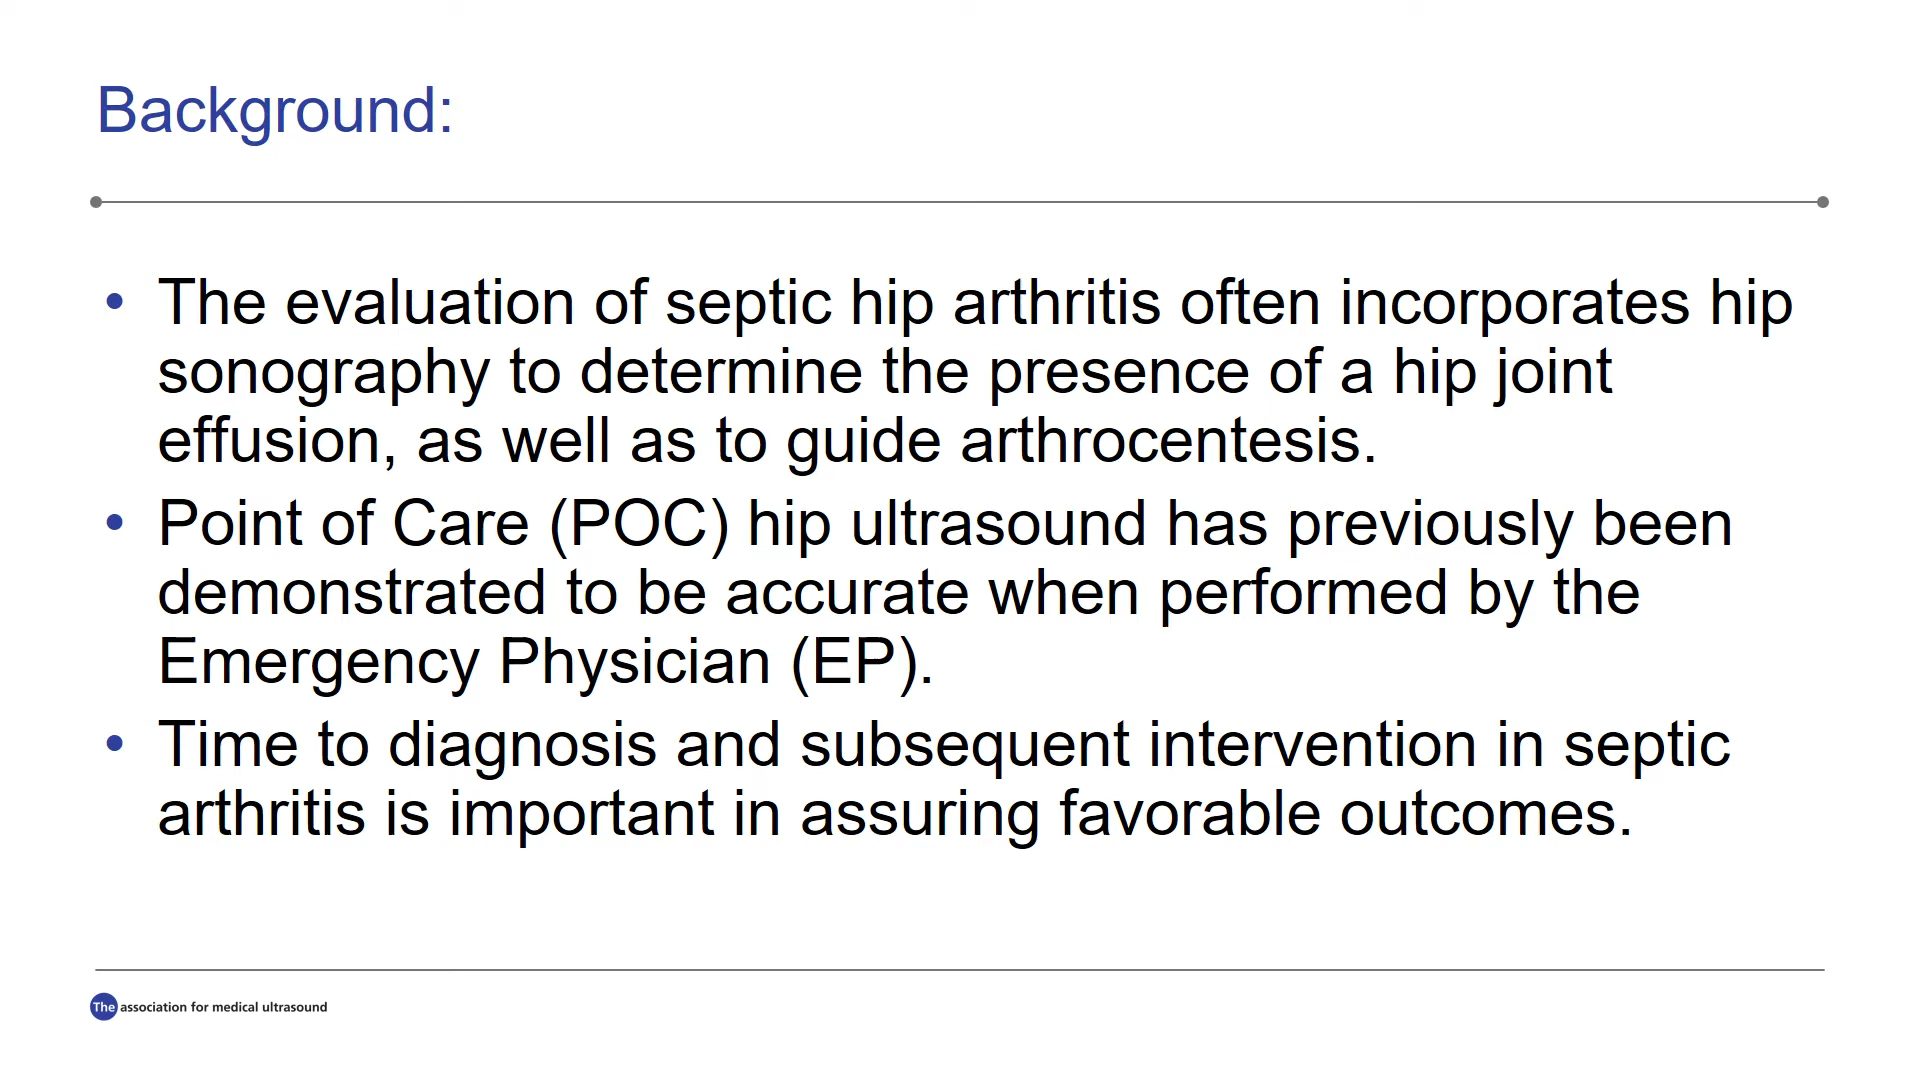 Background:
• The evaluation of septic hip arthritis often incorporates hip
sonography to determine the presence of a hip joint
effusion, as well as to guide arthrocentesis.
• Point of Care (POC) hip ultrasound has previously been
demonstrated to be accurate when performed by the
Emergency Physician (EP).
• Time to diagnosis and subsequent intervention in septic
arthritis is important in assuring favorable outcomes.
The association for medical ultrasound